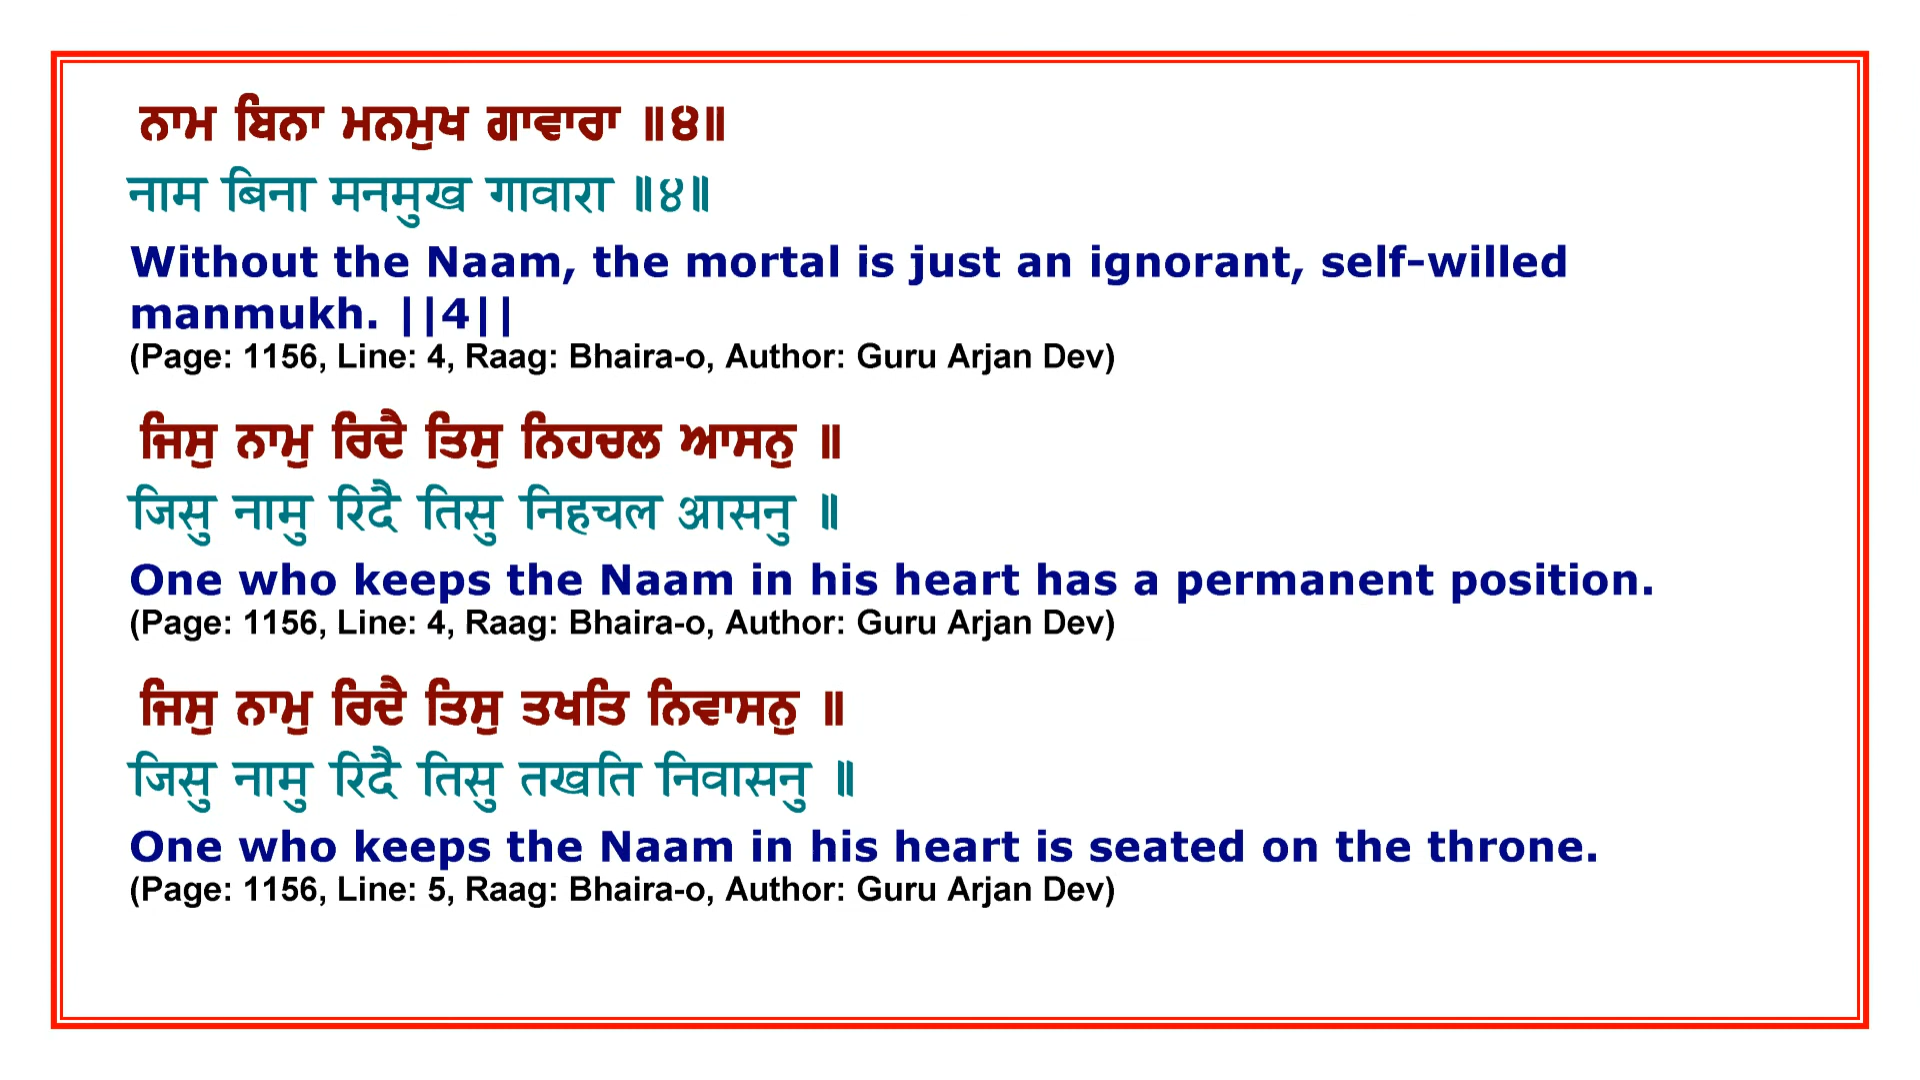 ਨਾਮ ਬਿਨਾ ਮਨਮੁਖ ਗਾਵਾਰਾ ॥੪॥
नाम बिना मनमुख गावारा ॥४॥
Without the Naam, the mortal is just an ignorant, self-willed
manmukh. ||4||
(Page: 1156, Line: 4, Raag: Bhaira-o, Author: Guru Arjan Dev)
ਜਿਸੁ ਨਾਮੁ ਰਿਦੈ ਤਿਸੁ ਨਿਹਚਲ ਆਸਨੁ ॥
जिसु नामु रिदै तिसु निहचल आसनु ॥
One who keeps the Naam in his heart has a permanent position.
(Page: 1156, Line: 4, Raag: Bhaira-o, Author: Guru Arjan Dev)
ਜਿਸੁ ਨਾਮੁ ਰਿਦੈ ਤਿਸੁ ਤਖਤਿ ਨਿਵਾਸਨੁ ॥
जिसु नामु रिदै तिसु तखति निवासनु ॥
One who keeps the Naam in his heart is seated on the throne.
(Page: 1156, Line: 5, Raag: Bhaira-o, Author: Guru Arjan Dev)